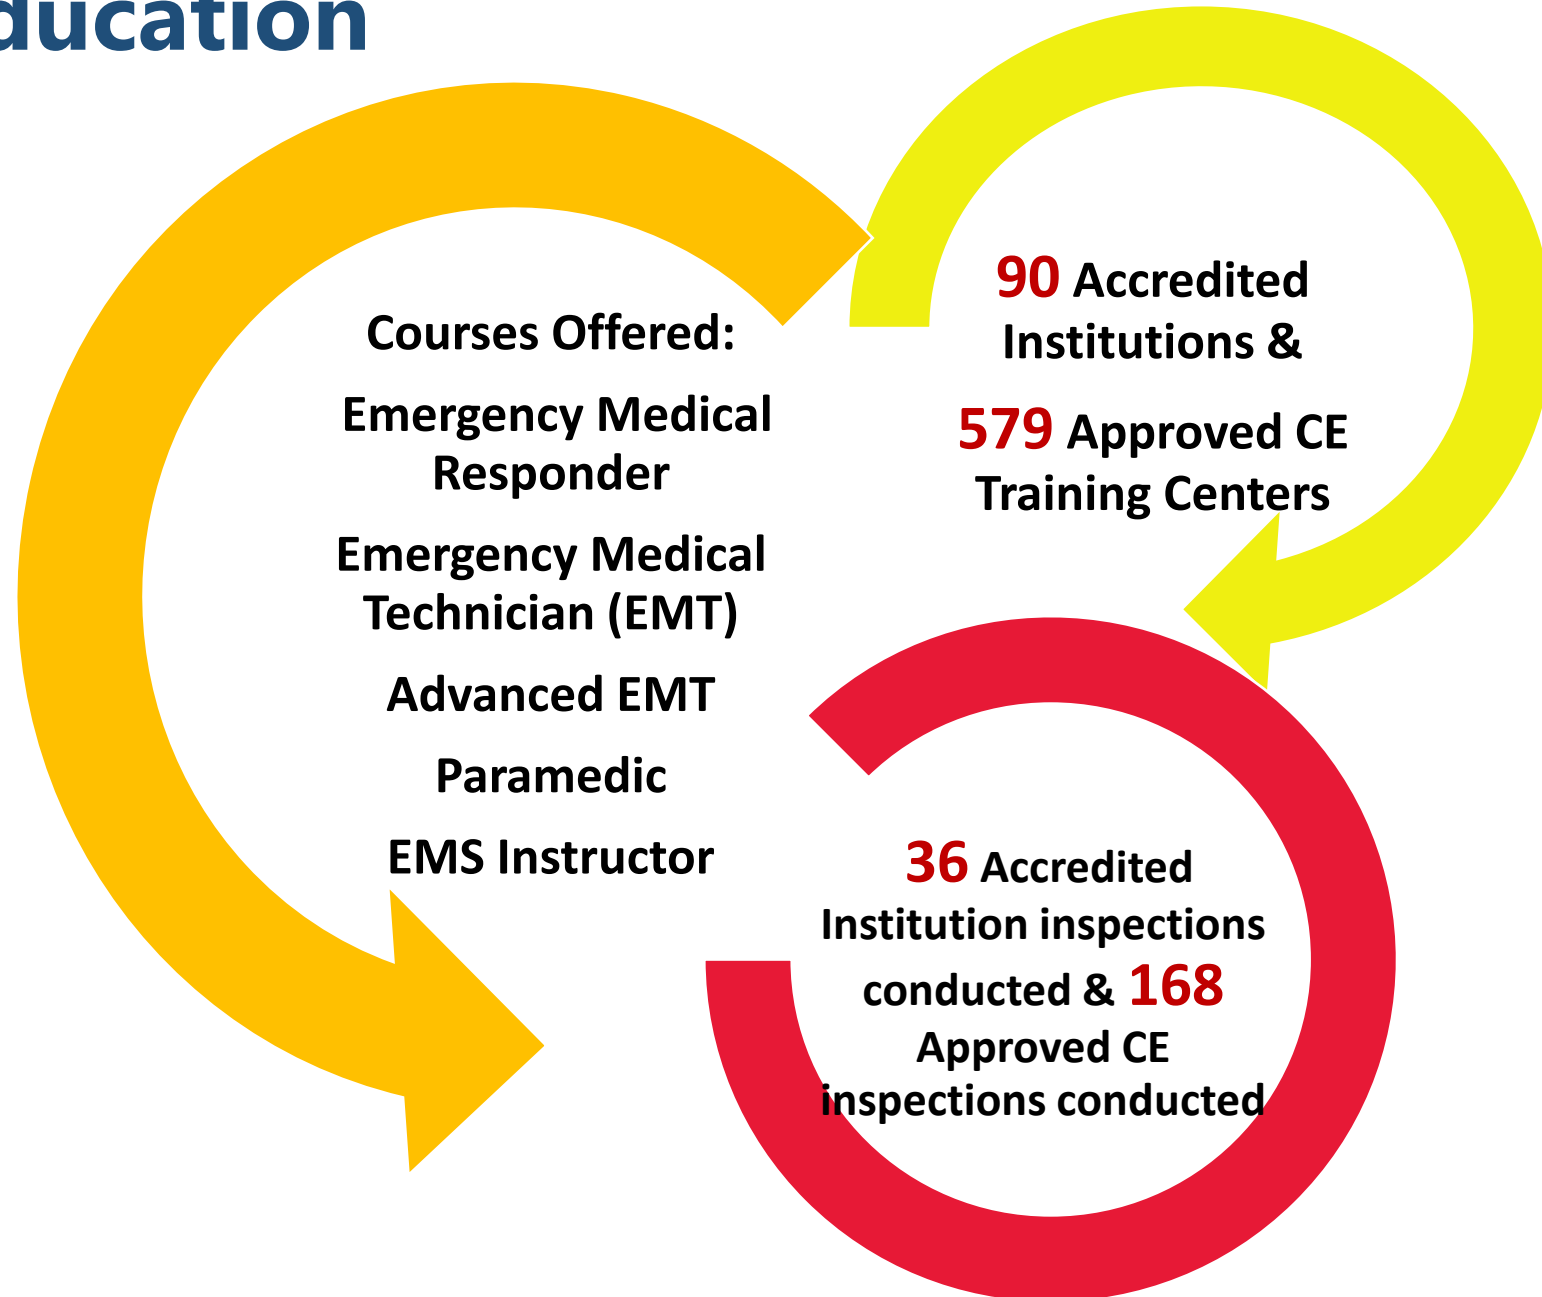 ducation
Courses Offered:
Emergency Medical
Responder
Emergency Medical
Technician (EMT)
Advanced EMT
Paramedic
EMS Instructor
90 Accredited
Institutions &
579 Approved CE
Training Centers
36 Accredited
Institution inspections
conducted & 168
Approved CE
inspections conducted